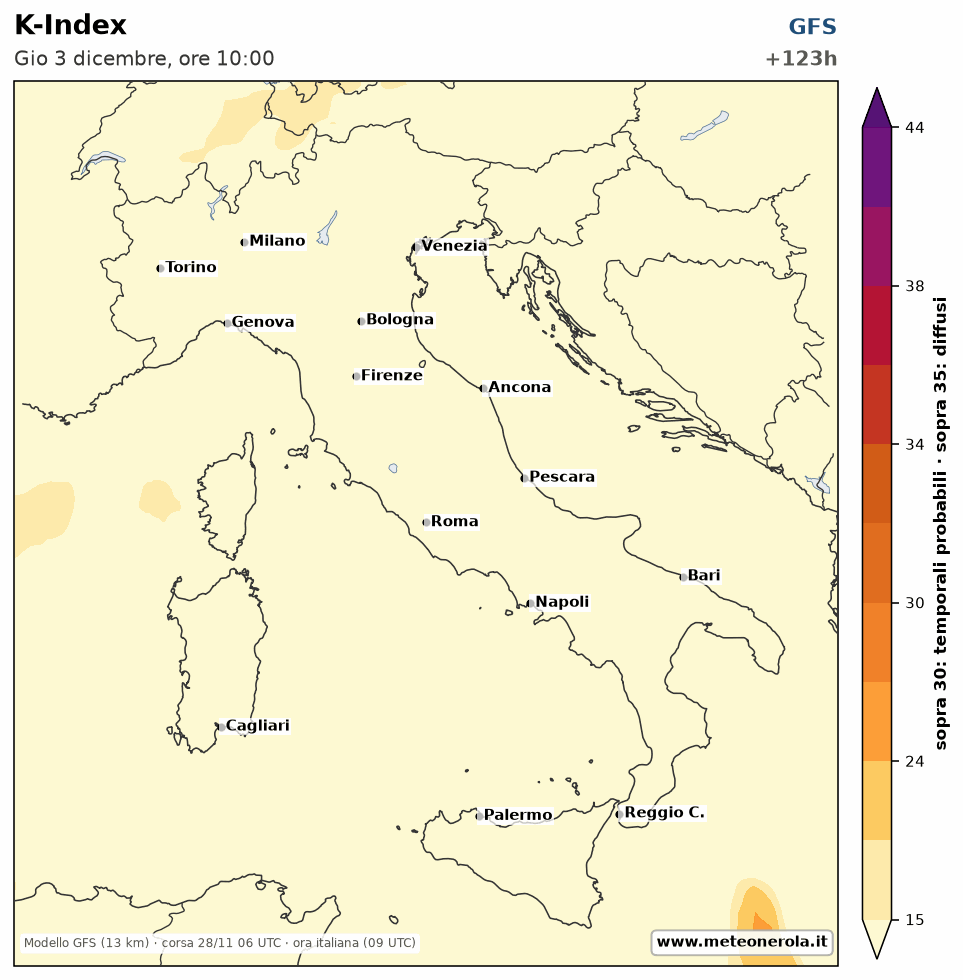 K-Index
GFS
Gio 3 dicembre, ore 10:00
+123h
Milano
Venezia
Torino
Genova
Bologna
Firenze
Ancona
Pescara
Roma
Bari
Napoli
Cagliari
Palermo
Reggio C.
44
38
34
30
24
15
sopra 30: temporali probabili · sopra 35: diffusi
Modello GFS (13 km) · corsa 28/11 06 UTC · ora italiana (09 UTC)
www.meteonerola.it